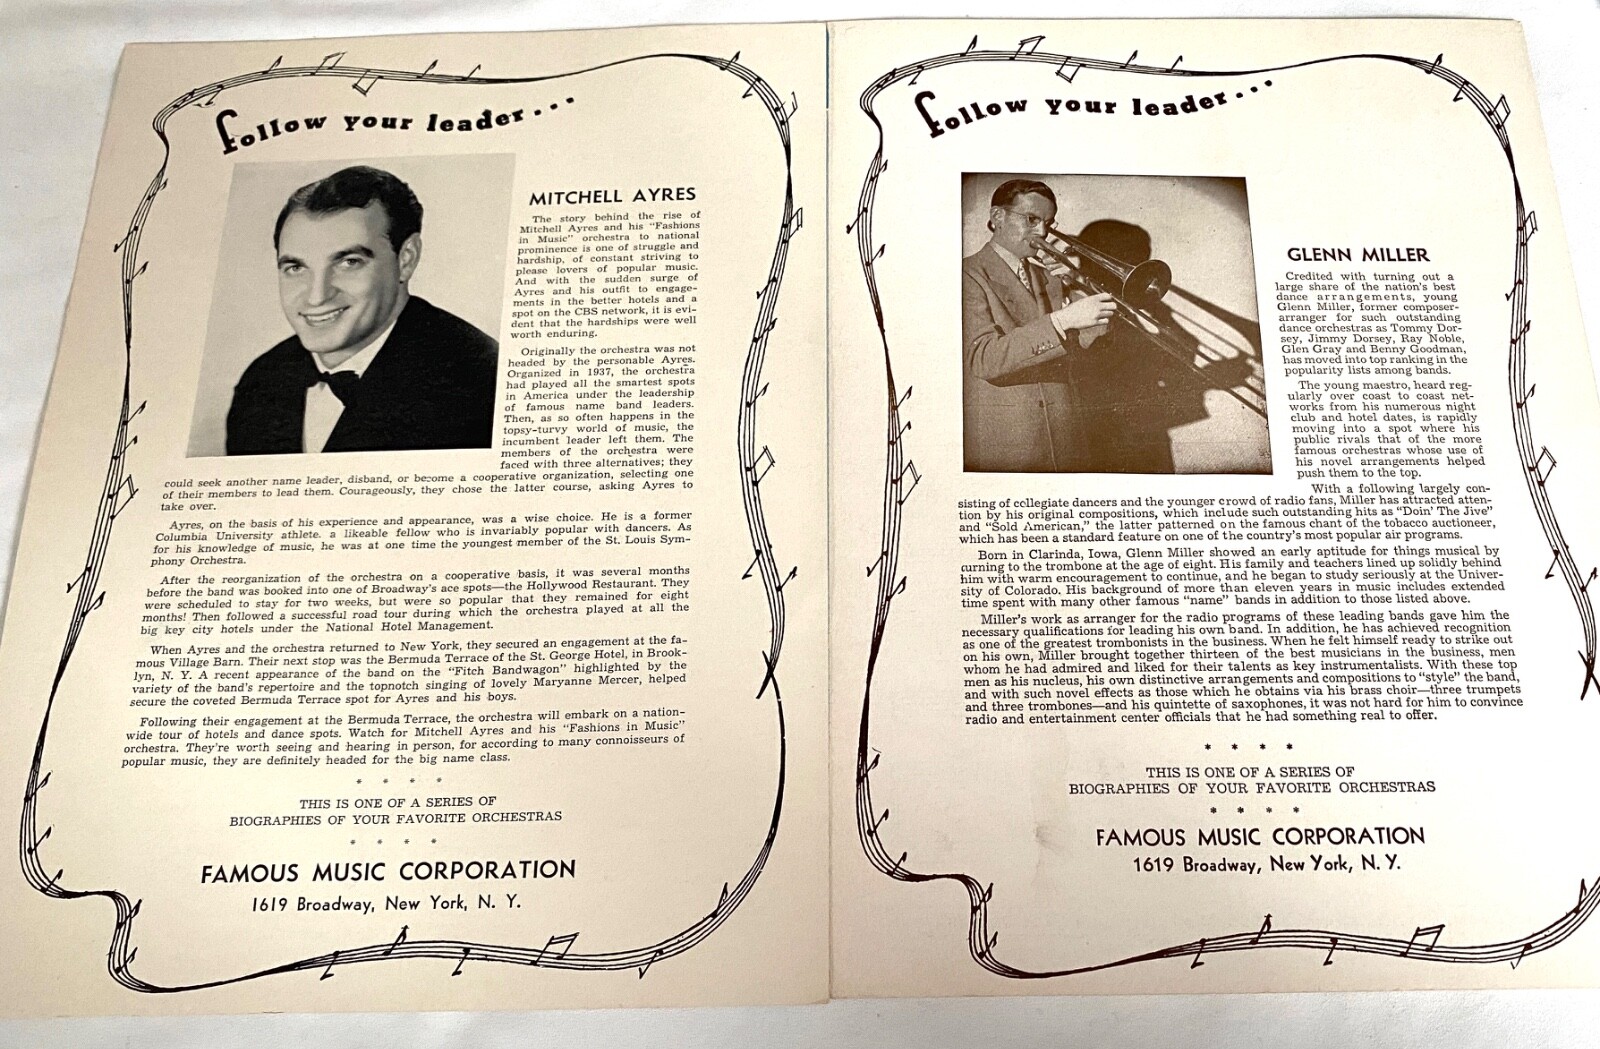 Follow your leader...
MITCHELL AYRES
The story behind the rise of
Mitchell Ayres and his "Fashions
in Music" orchestra to national
prominence is one of struggle and
hardship, of constant striving to
please lovers of popular music.
And with the sudden surge of
Ayres and his outfit to engage-
ments in the better hotels and a
spot on the CBS network, it is evi-
dent that the hardships were well
worth enduring.
Originally the orchestra was not
headed by the personable Ayres.
Organized in 1937, the orchestra
had played all the smartest spots
in America under the leadership
of famous name band leaders.
Then, as so often happens in the
topsy-turvy world of music, the
incumbent leader left them. The
members of the orchestra were
faced with three alternatives; they
could seek another name leader, disband, or become a cooperative organization, selecting one
of their members to lead them. Courageously, they chose the latter course, asking Ayres to
take over.
Ayres, on the basis of his experience and appearance, was a wise choice. He is a former
Columbia University athlete. a likeable fellow who is invariably popular with dancers. As
for his knowledge of music, he was at one time the youngest member of the St. Louis Sym-
phony Orchestra.
After the reorganization of the orchestra on a cooperative basis, it was several months
before the band was booked into one of Broadway's ace spots—the Hollywood Restaurant. They
were scheduled to stay for two weeks, but were so popular that they remained for eight
months! Then followed a successful road tour during which the orchestra played at all the
big key city hotels under the National Hotel Management.
When Ayres and the orchestra returned to New York, they secured an engagement at the fa-
mous Village Barn. Their next stop was the Bermuda Terrace of the St. George Hotel, in Brook-
lyn, N. Y. A recent appearance of the band on the "Fitch Bandwagon" highlighted by the
variety of the band's repertoire and the topnotch singing of lovely Maryanne Mercer, helped
secure the coveted Bermuda Terrace spot for Ayres and his boys.
Following their engagement at the Bermuda Terrace, the orchestra will embark on a nation-
wide tour of hotels and dance spots. Watch for Mitchell Ayres and his "Fashions in Music"
orchestra. They're worth seeing and hearing in person, for according to many connoisseurs of
popular music, they are definitely headed for the big name class.
* * * *
THIS IS ONE OF A SERIES OF
BIOGRAPHIES OF YOUR FAVORITE ORCHESTRAS
* * * *
FAMOUS MUSIC CORPORATION
1619 Broadway, New York, N. Y.
Follow your leader...
GLENN MILLER
Credited with turning out a
large share of the nation's best
dance arrangements, young
Glenn Miller, former composer-
arranger for such outstanding
dance orchestras as Tommy Dor-
sey, Jimmy Dorsey, Ray Noble,
Glen Gray and Benny Goodman,
has moved into top ranking in the
popularity lists among bands.
The young maestro, heard reg-
ularly over coast to coast net-
works from his numerous night
club and hotel dates, is rapidly
moving into a spot where his
public rivals that of the more
famous orchestras whose use of
his novel arrangements helped
push them to the top.
With a following largely con-
sisting of collegiate dancers and the younger crowd of radio fans, Miller has attracted atten-
tion by his original compositions, which include such outstanding hits as "Doin' The Jive"
and "Sold American," the latter patterned on the famous chant of the tobacco auctioneer,
which has been a standard feature on one of the country's most popular air programs.
Born in Clarinda, Iowa, Glenn Miller showed an early aptitude for things musical by
turning to the trombone at the age of eight. His family and teachers lined up solidly behind
him with warm encouragement to continue, and he began to study seriously at the Univer-
sity of Colorado. His background of more than eleven years in music includes extended
time spent with many other famous "name" bands in addition to those listed above.
Miller's work as arranger for the radio programs of these leading bands gave him the
necessary qualifications for leading his own band. In addition, he has achieved recognition
as one of the greatest trombonists in the business. When he felt himself ready to strike out
on his own, Miller brought together thirteen of the best musicians in the business, men
whom he had admired and liked for their talents as key instrumentalists. With these top
men as his nucleus, his own distinctive arrangements and compositions to "style" the band,
and with such novel effects as those which he obtains via his brass choir—three trumpets
and three trombones—and his quintette of saxophones, it was not hard for him to convince
radio and entertainment center officials that he had something real to offer.
* * * *
THIS IS ONE OF A SERIES OF
BIOGRAPHIES OF YOUR FAVORITE ORCHESTRAS
* * * *
FAMOUS MUSIC CORPORATION
1619 Broadway, New York, N. Y.